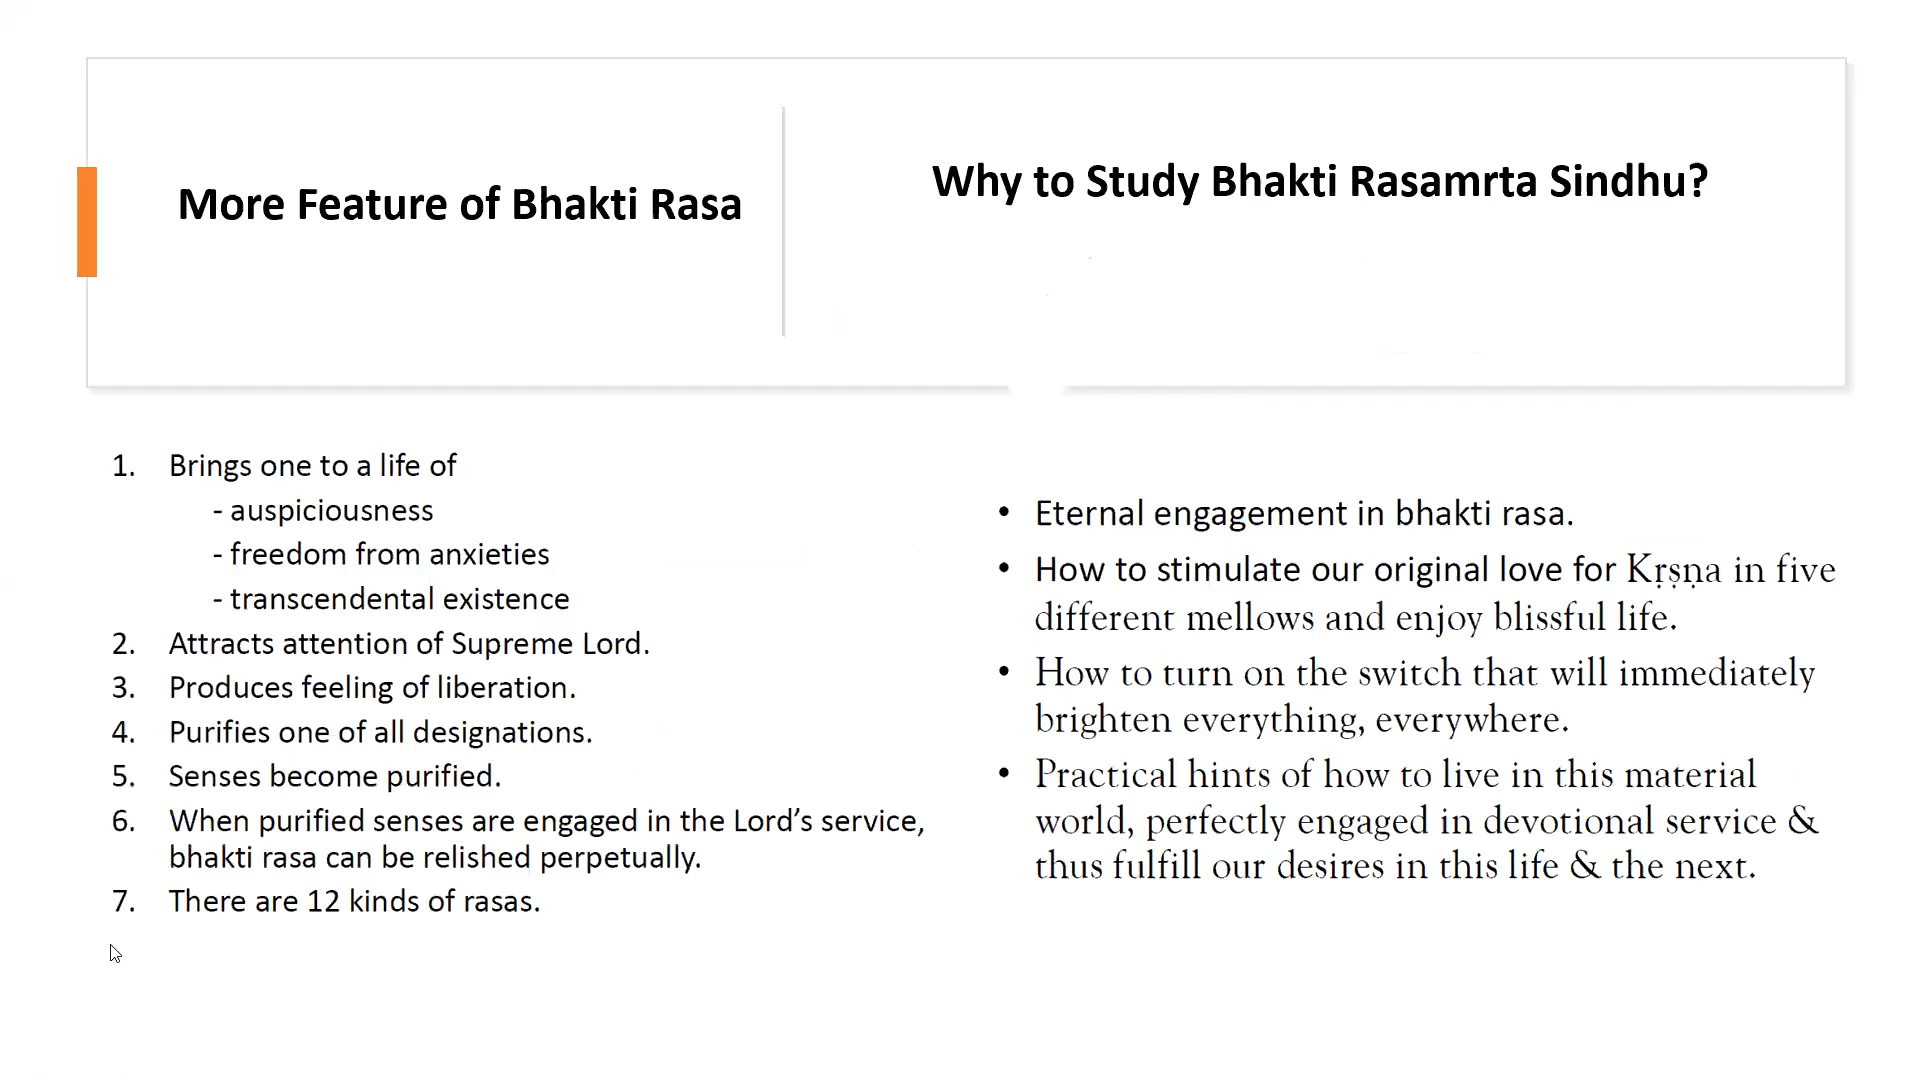 More Feature of Bhakti Rasa
Why to Study Bhakti Rasamrta Sindhu?
1. Brings one to a life of
- auspiciousness
- freedom from anxieties
- transcendental existence
2. Attracts attention of Supreme Lord.
3. Produces feeling of liberation.
4. Purifies one of all designations.
5. Senses become purified.
6. When purified senses are engaged in the Lord’s service,
bhakti rasa can be relished perpetually.
7. There are 12 kinds of rasas.
• Eternal engagement in bhakti rasa.
• How to stimulate our original love for Kṛṣṇa in five
different mellows and enjoy blissful life.
• How to turn on the switch that will immediately
brighten everything, everywhere.
• Practical hints of how to live in this material
world, perfectly engaged in devotional service &
thus fulfill our desires in this life & the next.